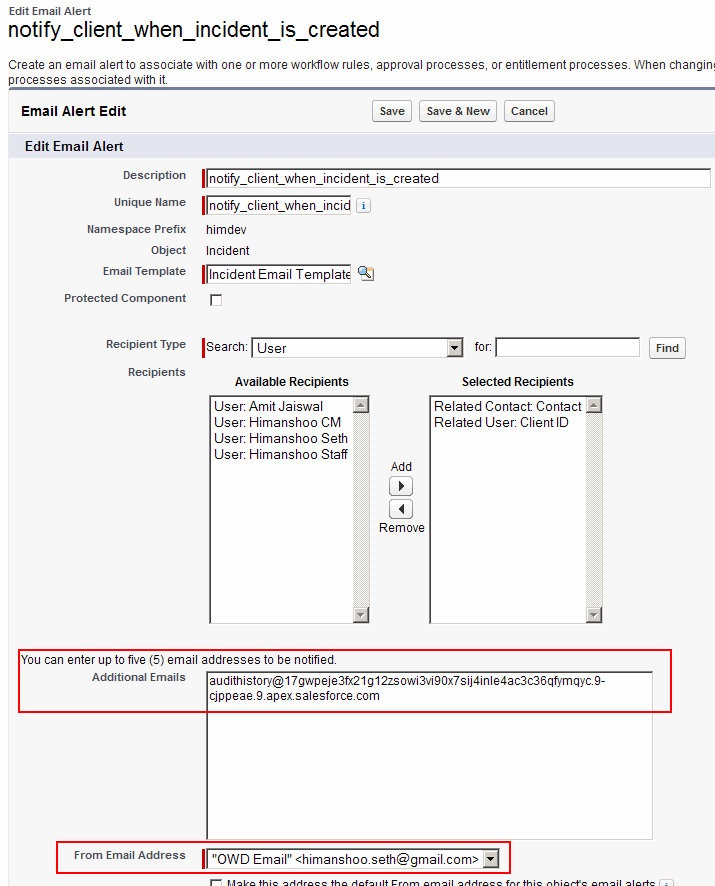 Edit Email Alert
notify_client_when_incident_is_created
Create an email alert to associate with one or more workflow rules, approval processes, or entitlement processes. When changing
processes associated with it.
Email Alert Edit Save Save & New Cancel
Edit Email Alert
Description notify_client_when_incident_is_created
Unique Name notify_client_when_incid i
Namespace Prefix himdev
Object Incident
Email Template Incident Email Template
Protected Component
Recipient Type Search: User for: Find
Recipients
Available Recipients Selected Recipients
User: Amit Jaiswal Related Contact: Contact
User: Himanshoo CM Related User: Client ID
User: Himanshoo Seth
User: Himanshoo Staff
Add
Remove
You can enter up to five (5) email addresses to be notified.
Additional Emails audithistory@17gwpeje3fx21g12zsowi3vi90x7sij4inle4ac3c36qfymqyc.9-
cjppeae.9.apex.salesforce.com
From Email Address "OWD Email" <himanshoo.seth@gmail.com>
Make this address the default From email address for this object's email alerts. i